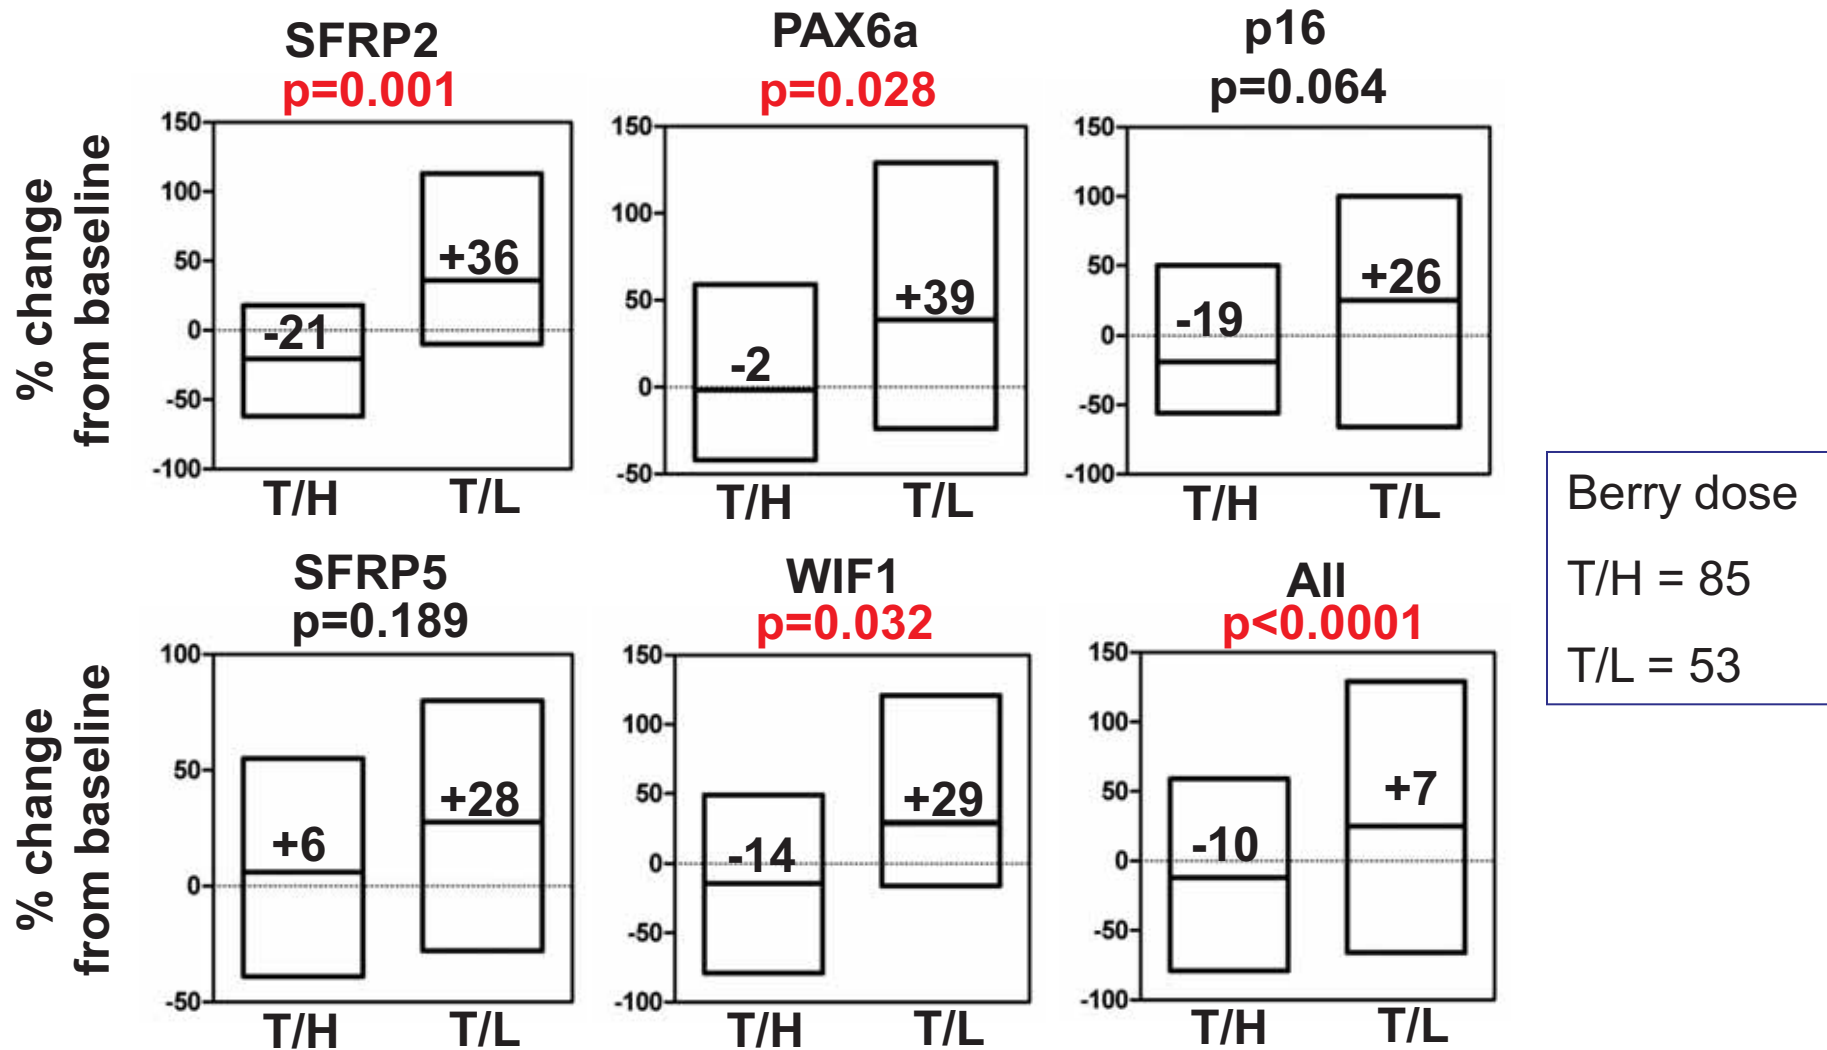 SFRP2
p=0.001
% change
from baseline
150
100
50
0
-50
-100
-21
+36
T/H
T/L
PAX6a
p=0.028
150
100
50
0
-50
-2
+39
T/H
T/L
p16
p=0.064
150
100
50
0
-50
-100
-19
+26
T/H
T/L
SFRP5
p=0.189
% change
from baseline
100
50
0
-50
+6
+28
T/H
T/L
WIF1
p=0.032
150
100
50
0
-50
-100
-14
+29
T/H
T/L
All
p<0.0001
150
100
50
0
-50
-100
-10
+7
T/H
T/L
Berry dose
T/H = 85
T/L = 53